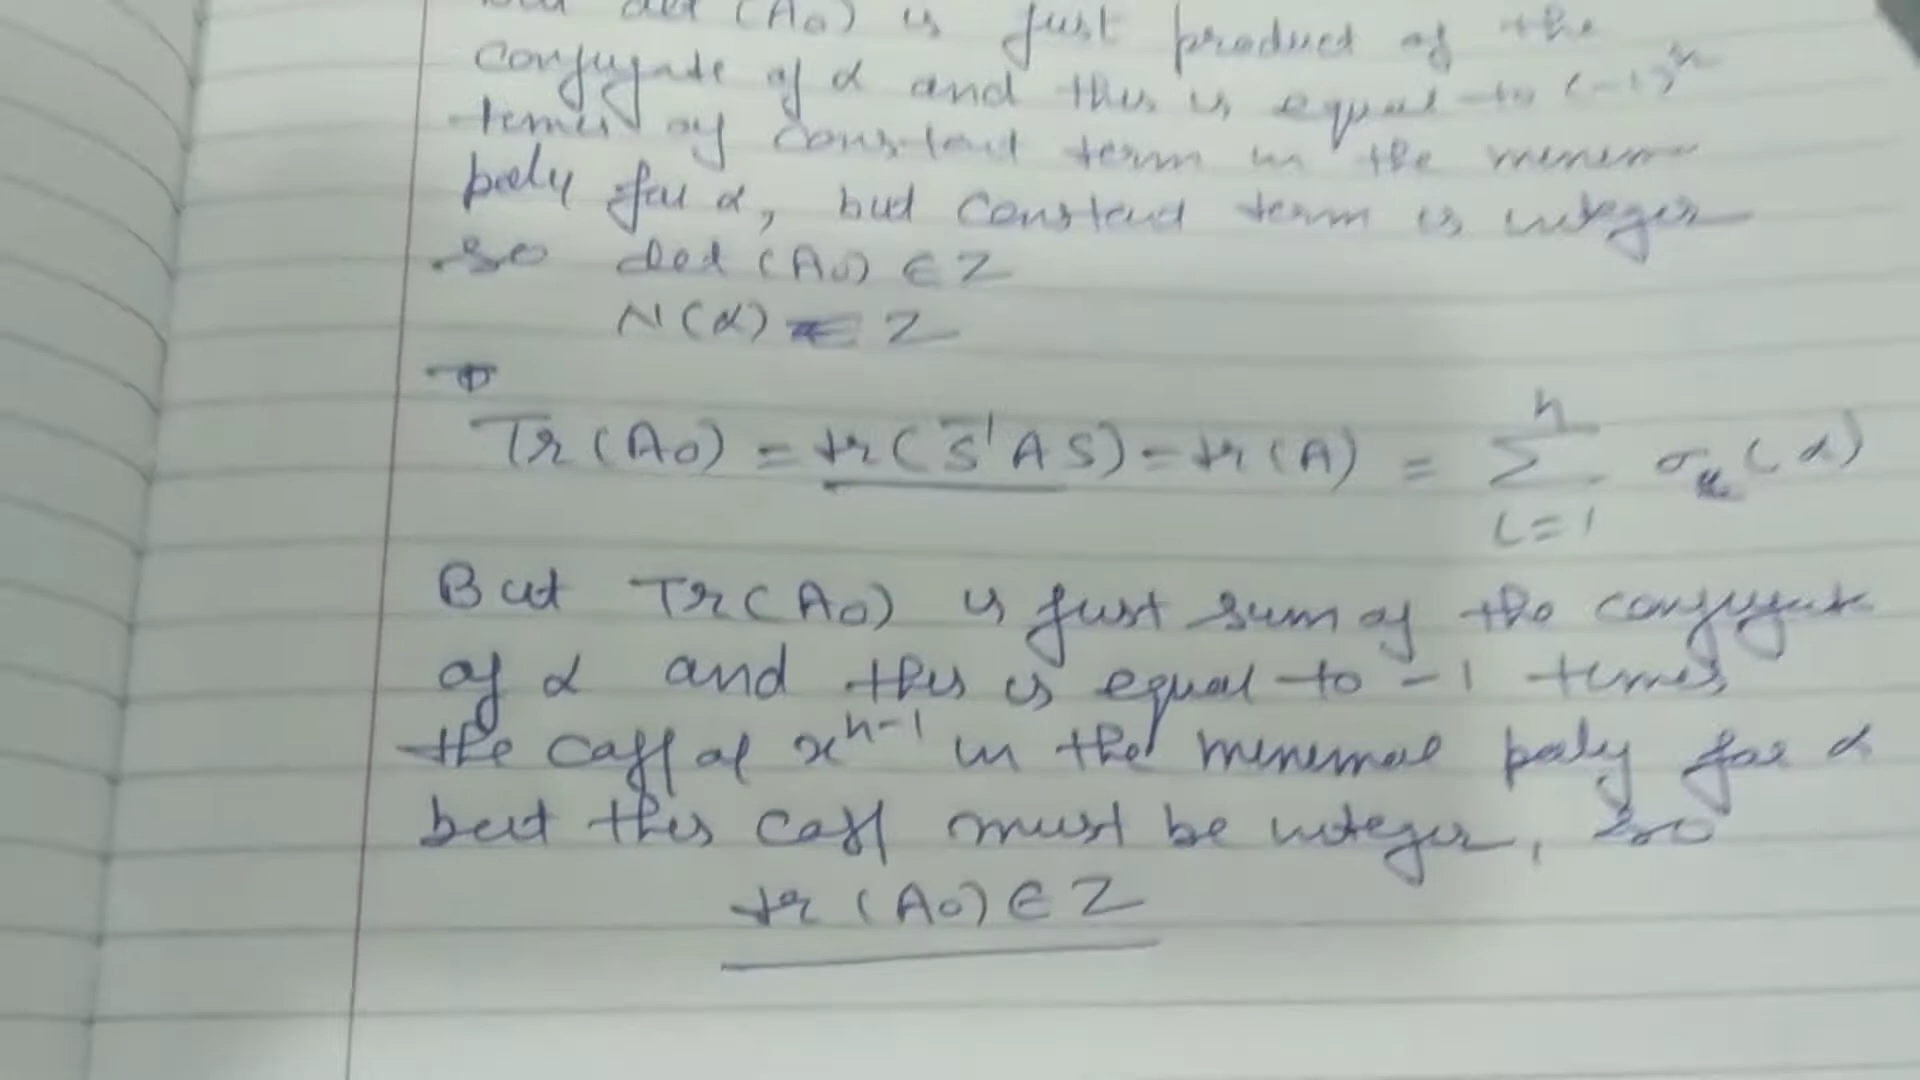 But det (A₀) is just product of the
conjugate of α and this is equal to (-1)ⁿ
times of constant term in the minim
poly for α, but constant term is integer
so det (A₀) ∈ Z
N(α) ∈ Z
Tr (A₀) = tr (S⁻¹AS) = tr (A) = ∑ⁿ_{i=1} σ (α)
But Tr (A₀) is just sum of the conjugate
of α and this is equal to -1 times
the coff of xⁿ⁻¹ in the minimal poly for α
but this coff must be integer, so
tr (A₀) ∈ Z